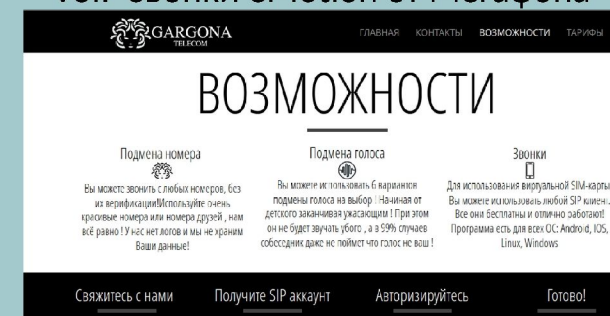 GARGONA
TELECOM
ГЛАВНАЯ КОНТАКТЫ ВОЗМОЖНОСТИ ТАРИФЫ
ВОЗМОЖНОСТИ
Подмена номера
Вы можете звонить с любых номеров, без
их верификации!Используйте очень
красивые номера или номера друзей , нам
всё равно ! У нас нет логов и мы не храним
Ваши данные!
Подмена голоса
Вы можете использовать 6 вариантов
подмены голоса на выбор ! Начиная от
детского заканчивая ужасающим ! При этом
он не будет звучать убого , а в 99% случаев
собеседник даже не поймет что голос не ваш !
Звонки
Для использования виртуальной SIM-карты
Вы можете использовать любой SIP клиент.
Все они бесплатны и отлично работают!
Программа есть для всех ОС: Android, IOS,
Linux, Windows
Свяжитесь с нами Получите SIP аккаунт Авторизируйтесь Готово!